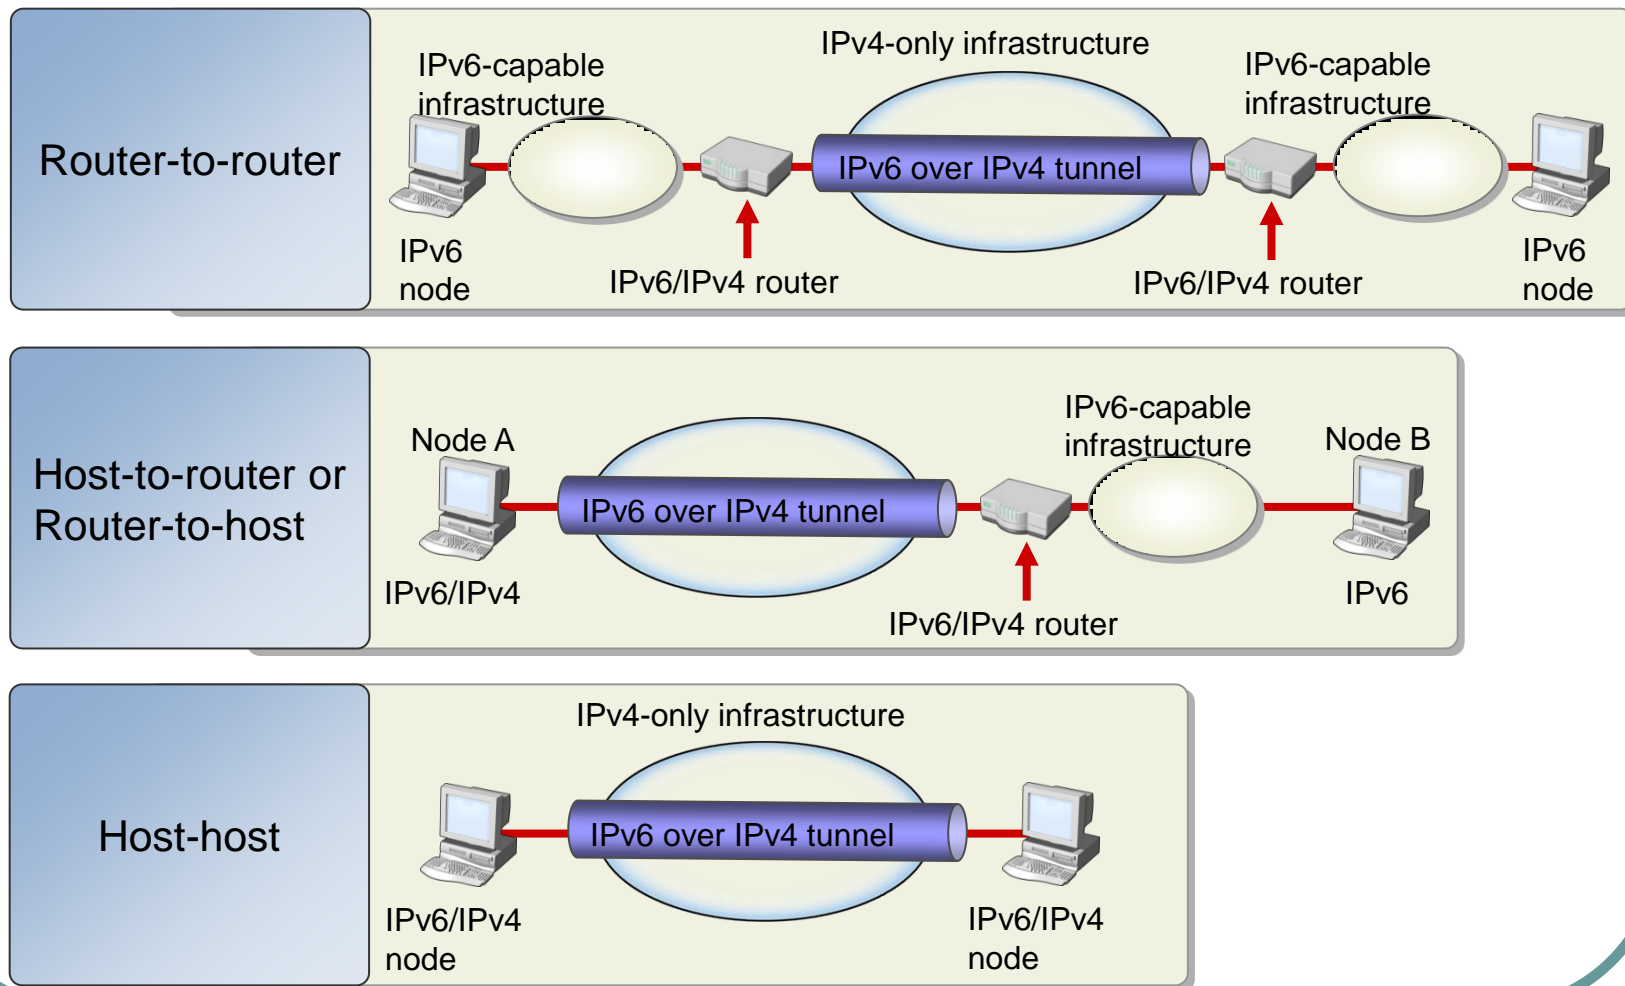 Router-to-router
IPv6-capable
infrastructure
IPv4-only infrastructure
IPv6-capable
infrastructure
IPv6 over IPv4 tunnel
IPv6
node
IPv6/IPv4 router
IPv6/IPv4 router
IPv6
node
Host-to-router or
Router-to-host
Node A
IPv6-capable
infrastructure
Node B
IPv6 over IPv4 tunnel
IPv6/IPv4
IPv6/IPv4 router
IPv6
Host-host
IPv4-only infrastructure
IPv6 over IPv4 tunnel
IPv6/IPv4
node
IPv6/IPv4
node